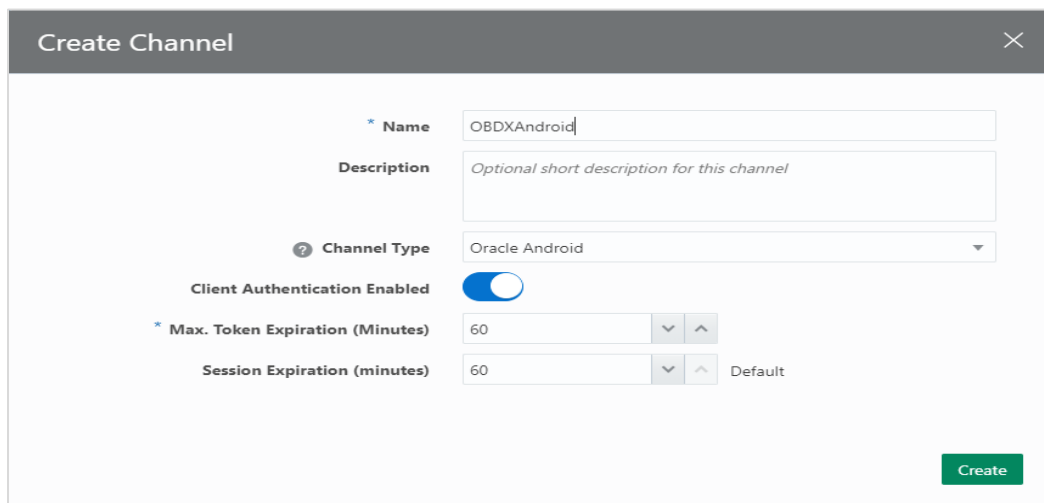 Create Channel
* Name OBDXAndroid
Description Optional short description for this channel
? Channel Type Oracle Android
Client Authentication Enabled
* Max. Token Expiration (Minutes) 60
Session Expiration (minutes) 60 Default
Create